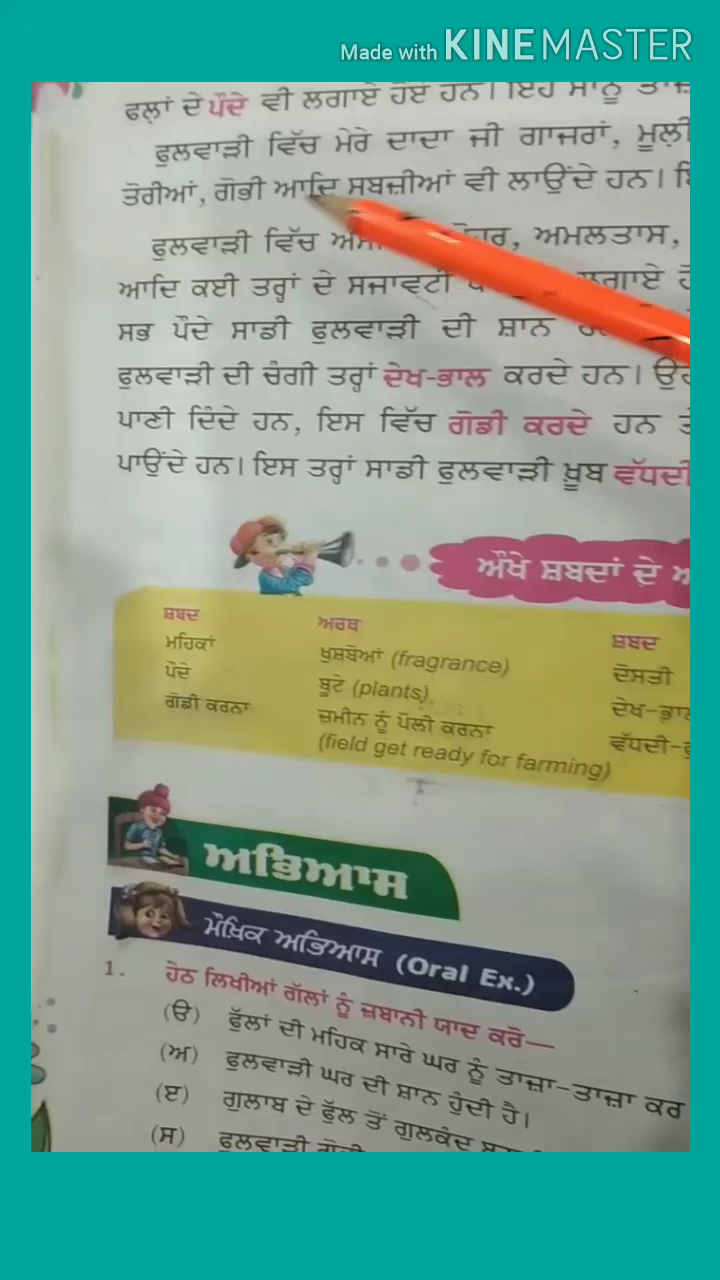 Made with KINEMASTER
ਫਲਾਂ ਦੇ ਪੌਦੇ ਵੀ ਲਗਾਏ ਹੋਏ ਹਨ। ਇਹ ਸਾਨੂੰ
ਫੁਲਵਾੜੀ ਵਿੱਚ ਮੇਰੇ ਦਾਦਾ ਜੀ ਗਾਜਰਾਂ, ਮੂਲੀ
ਤੋਰੀਆਂ, ਗੋਭੀ ਆਦਿ ਸਬਜ਼ੀਆਂ ਵੀ ਲਾਉਂਦੇ ਹਨ।
ਫੁਲਵਾੜੀ ਵਿੱਚ ਅਮਲਤਾਸ,
ਆਦਿ ਕਈ ਤਰ੍ਹਾਂ ਦੇ ਸਜਾਵਟੀ
ਸਭ ਪੌਦੇ ਸਾਡੀ ਫੁਲਵਾੜੀ ਦੀ ਸ਼ਾਨ
ਫੁਲਵਾੜੀ ਦੀ ਚੰਗੀ ਤਰ੍ਹਾਂ ਦੇਖ-ਭਾਲ ਕਰਦੇ ਹਨ।
ਪਾਣੀ ਦਿੰਦੇ ਹਨ, ਇਸ ਵਿੱਚ ਗੋਡੀ ਕਰਦੇ ਹਨ
ਪਾਉਂਦੇ ਹਨ। ਇਸ ਤਰ੍ਹਾਂ ਸਾਡੀ ਫੁਲਵਾੜੀ ਖ਼ੂਬ ਵੱਧਦੀ
ਔਖੇ ਸ਼ਬਦਾਂ ਦੇ
ਸ਼ਬਦ ਅਰਥ ਸ਼ਬਦ
ਮਹਿਕਾਂ ਖੁਸ਼ਬੋਆਂ (fragrance) ਦੋਸਤੀ
ਪੌਦੇ ਬੂਟੇ (plants) ਦੇਖ-ਭਾਲ
ਗੋਡੀ ਕਰਨਾ ਜ਼ਮੀਨ ਨੂੰ ਪੋਲੀ ਕਰਨਾ ਵੱਧਦੀ-
(field get ready for farming)
ਅਭਿਆਸ
ਮੌਖ਼ਿਕ ਅਭਿਆਸ (Oral Ex.)
1. ਹੇਠ ਲਿਖੀਆਂ ਗੱਲਾਂ ਨੂੰ ਜ਼ਬਾਨੀ ਯਾਦ ਕਰੋ—
(ੳ) ਫੁੱਲਾਂ ਦੀ ਮਹਿਕ ਸਾਰੇ ਘਰ ਨੂੰ ਤਾਜ਼ਾ-ਤਾਜ਼ਾ ਕਰ
(ਅ) ਫੁਲਵਾੜੀ ਘਰ ਦੀ ਸ਼ਾਨ ਹੁੰਦੀ ਹੈ।
(ੲ) ਗੁਲਾਬ ਦੇ ਫੁੱਲ ਤੋਂ ਗੁਲਕੰਦ
(ਸ) ਫੁਲਵਾੜੀ